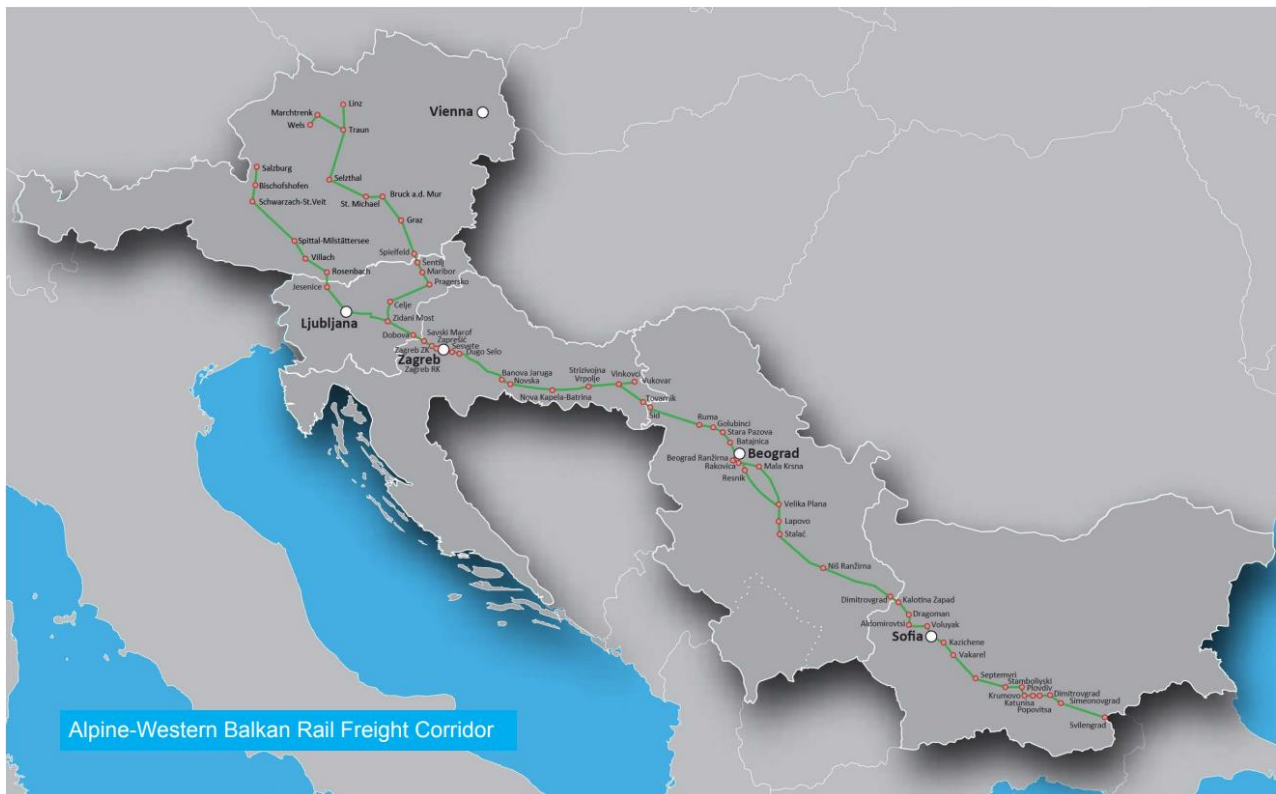 Linz
Marchtrenk
Vienna
Wels
Traun
Salzburg
Selzthal
Bischofshofen
Bruck a.d. Mur
St. Michael
Schwarzach-St.Veit
Graz
Spittal-Milstättersee
Spielfeld
Villach
Sentilj
Rosenbach
Maribor
Pragersko
Jesenice
Celje
Ljubljana
Zidani Most
Dobova
Savski Marof
Zaprešić
Sesvete
Zagreb ZK
Dugo Selo
Zagreb
Zagreb RK
Banova Jaruga
Novska
Strizivojna
Vrpolje
Vinkovci
Vukovar
Nova Kapela-Batrina
Tovarnik
Sid
Ruma
Golubinci
Stara Pazova
Batajnica
Beograd
Beograd Ranžirna
Rakovica
Mala Krsna
Resnik
Velika Plana
Lapovo
Stalać
Niš Ranžirna
Dimitrovgrad
Kalotina Zapad
Dragoman
Aldomirovtsi
Voluyak
Sofia
Kazichene
Vakarel
Septemvri
Stamboliyski
Plovdiv
Dimitrovgrad
Krumovo
Simeonovgrad
Katunisa
Popovitsa
Svilengrad
Alpine-Western Balkan Rail Freight Corridor